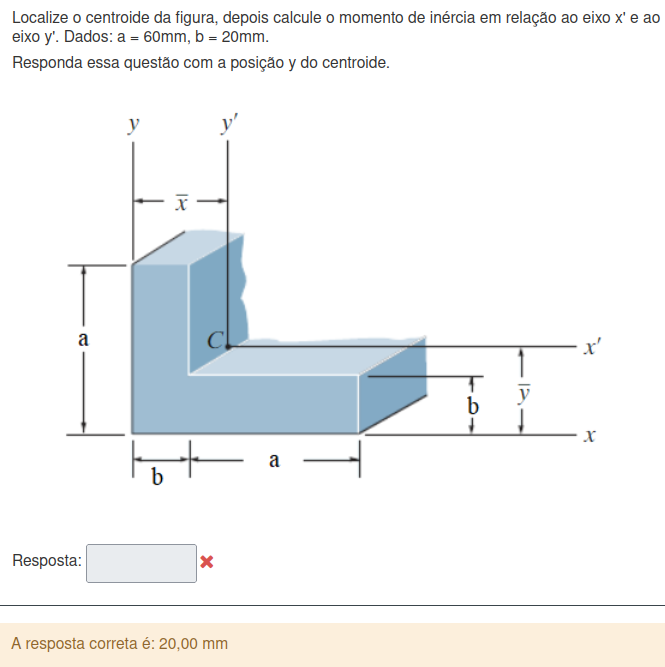 Localize o centroide da figura, depois calcule o momento de inércia em relação ao eixo x' e ao
eixo y'. Dados: a = 60mm, b = 20mm.
Responda essa questão com a posição y do centroide.
y
y'
x̅
a
C
x'
y̅
b
x
a
b
Resposta:
A resposta correta é: 20,00 mm